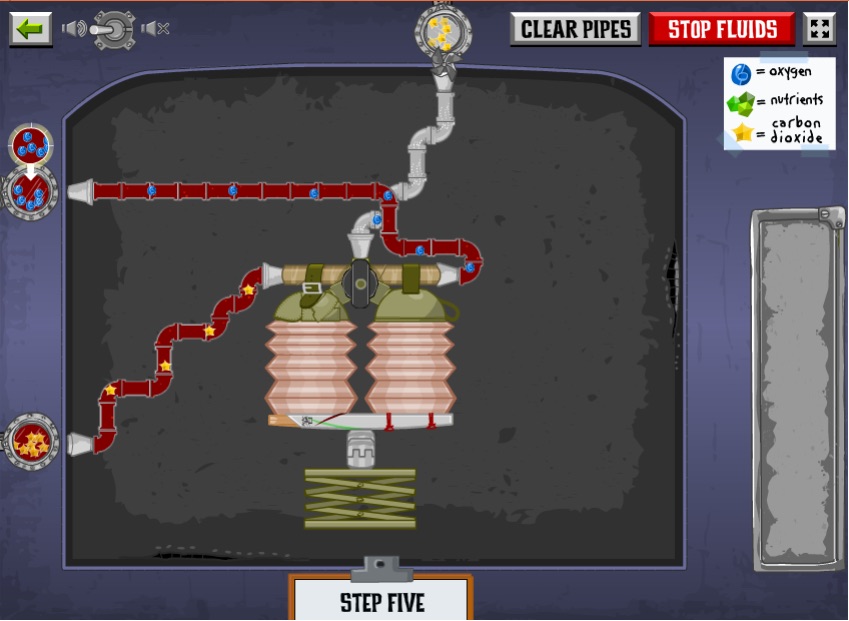 CLEAR PIPES
STOP FLUIDS
= oxygen
= nutrients
= carbon
dioxide
STEP FIVE